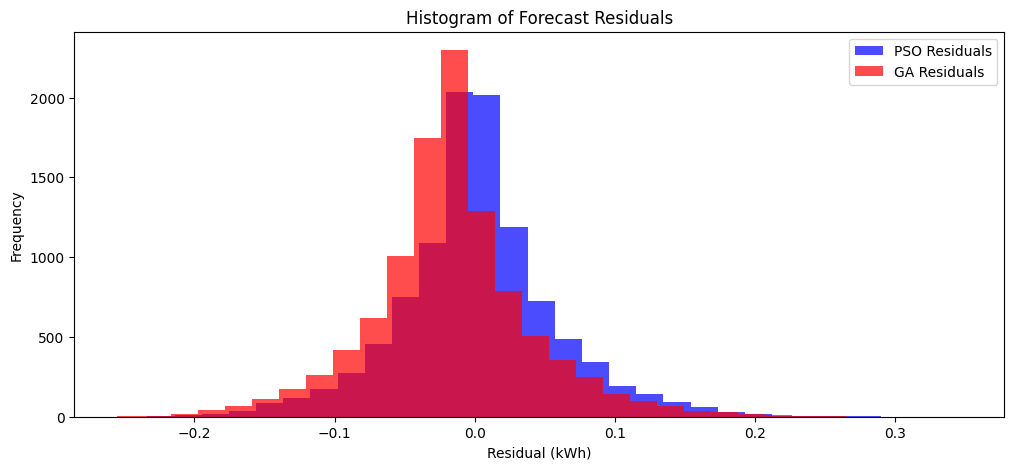 Histogram of Forecast Residuals
PSO Residuals
GA Residuals
Frequency
2000
1500
1000
500
0
−0.2
−0.1
0.0
0.1
0.2
0.3
Residual (kWh)